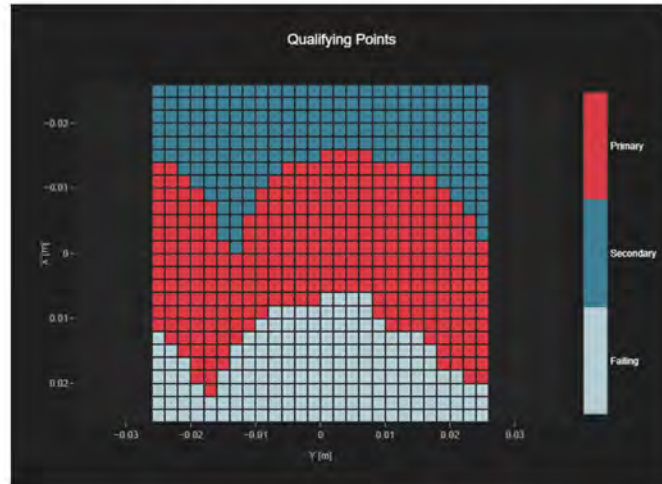 Qualifying Points
−0.02
−0.01
0
0.01
0.02
X [m]
−0.03
−0.02
−0.01
0
0.01
0.02
0.03
Y [m]
Primary
Secondary
Failing